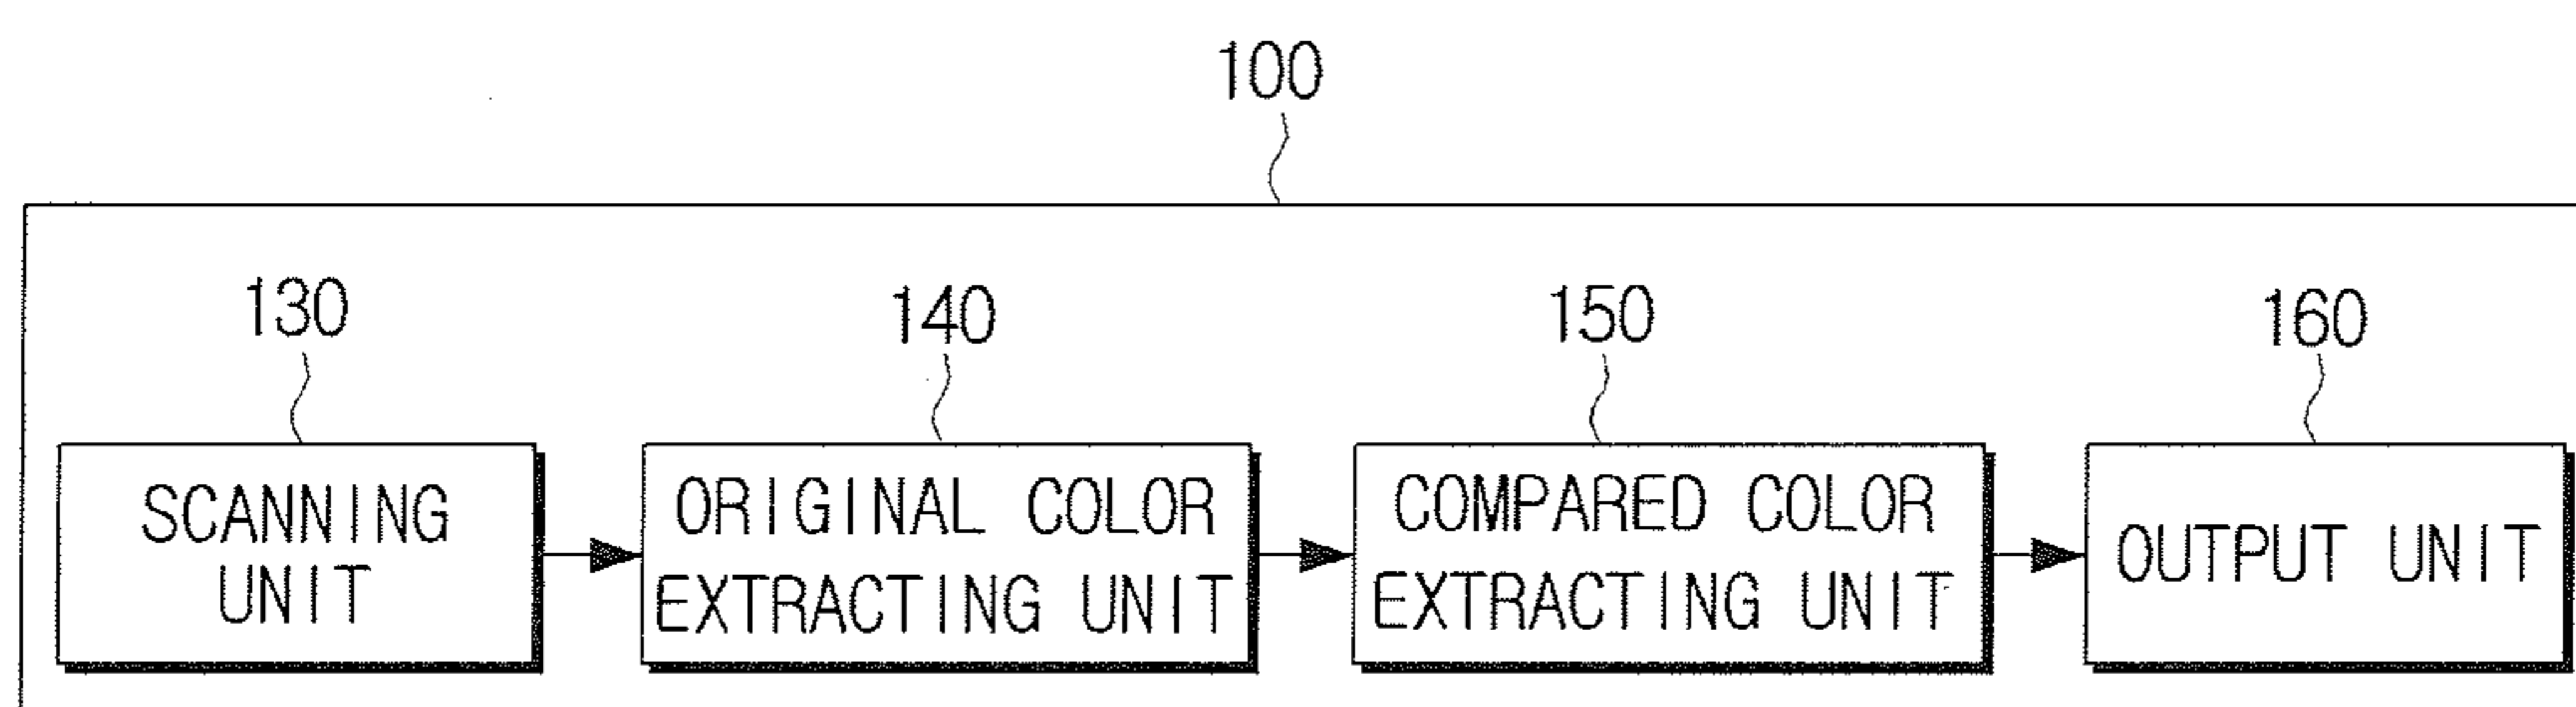 100
130
140
150
160
SCANNING
UNIT
ORIGINAL COLOR
EXTRACTING UNIT
COMPARED COLOR
EXTRACTING UNIT
OUTPUT UNIT